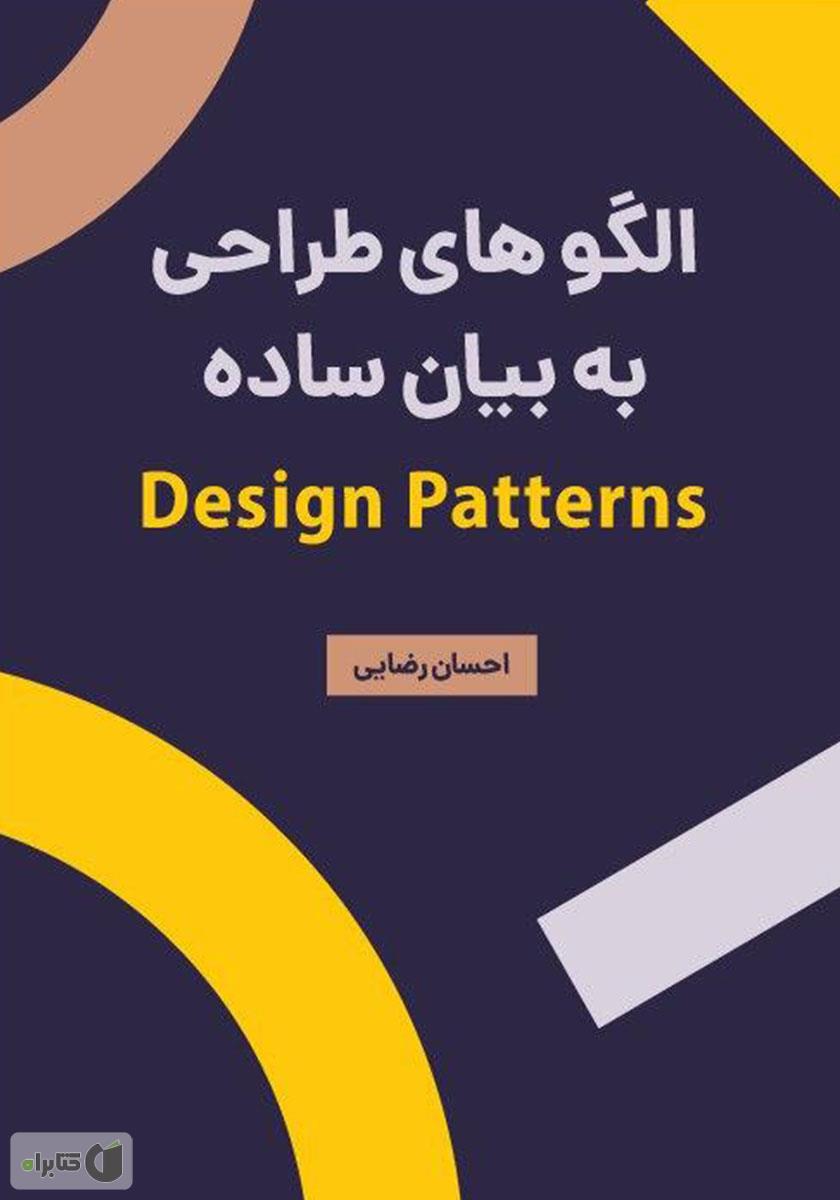 الگو های طراحی
به بیان ساده
Design Patterns
احسان رضایی
کتابراه